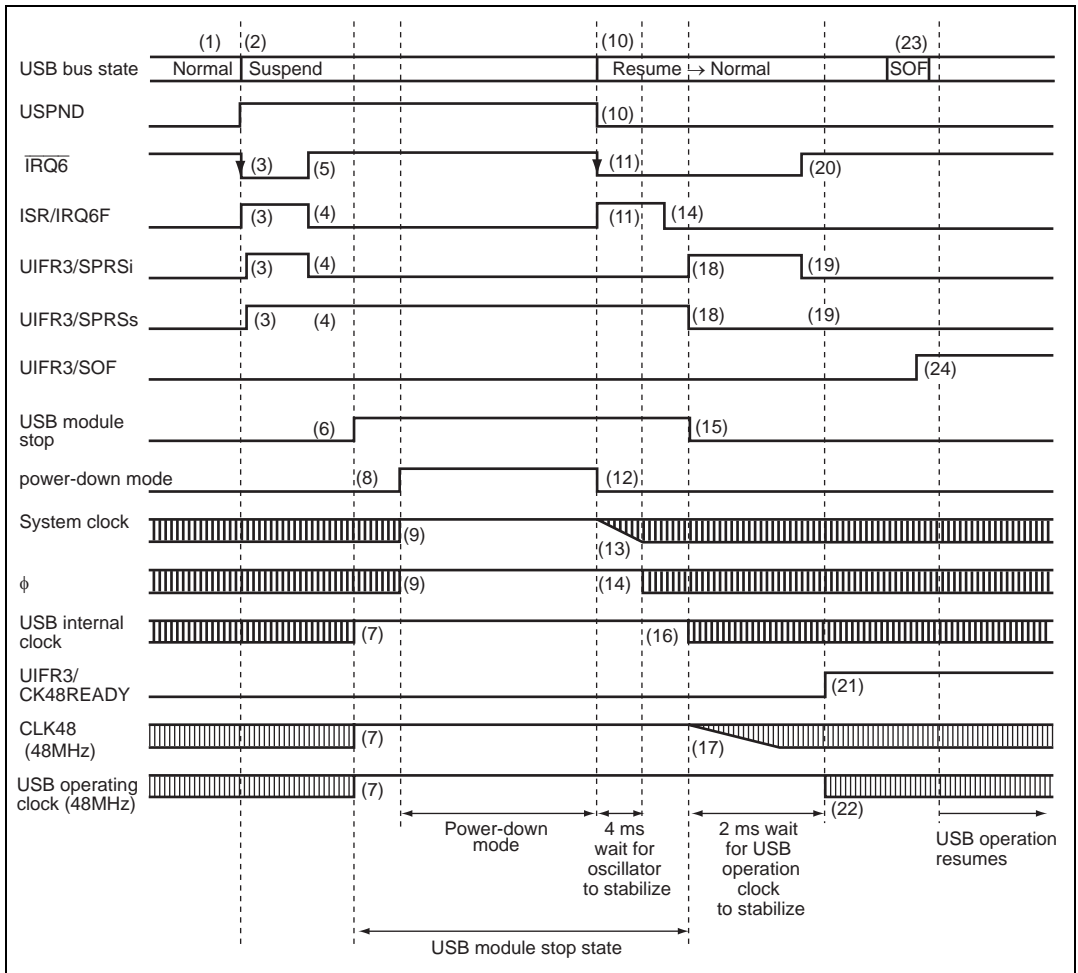 (1) (2) (10) (23)
USB bus state Normal Suspend Resume → Normal SOF
USPND (10)
IRQ6 (3) (5) (11) (20)
ISR/IRQ6F (3) (4) (11) (14)
UIFR3/SPRSi (3) (4) (18) (19)
UIFR3/SPRSs (3) (4) (18) (19)
UIFR3/SOF (24)
USB module
stop (6) (15)
power-down mode (8) (12)
System clock (9) (13)
φ (9) (14)
USB internal
clock (7) (16)
UIFR3/
CK48READY (21)
CLK48
(48MHz) (7) (17)
USB operating
clock (48MHz) (7) (22)
Power-down
mode
4 ms
wait for
oscillator
to stabilize
2 ms wait
for USB
operation
clock
to stabilize
USB operation
resumes
USB module stop state